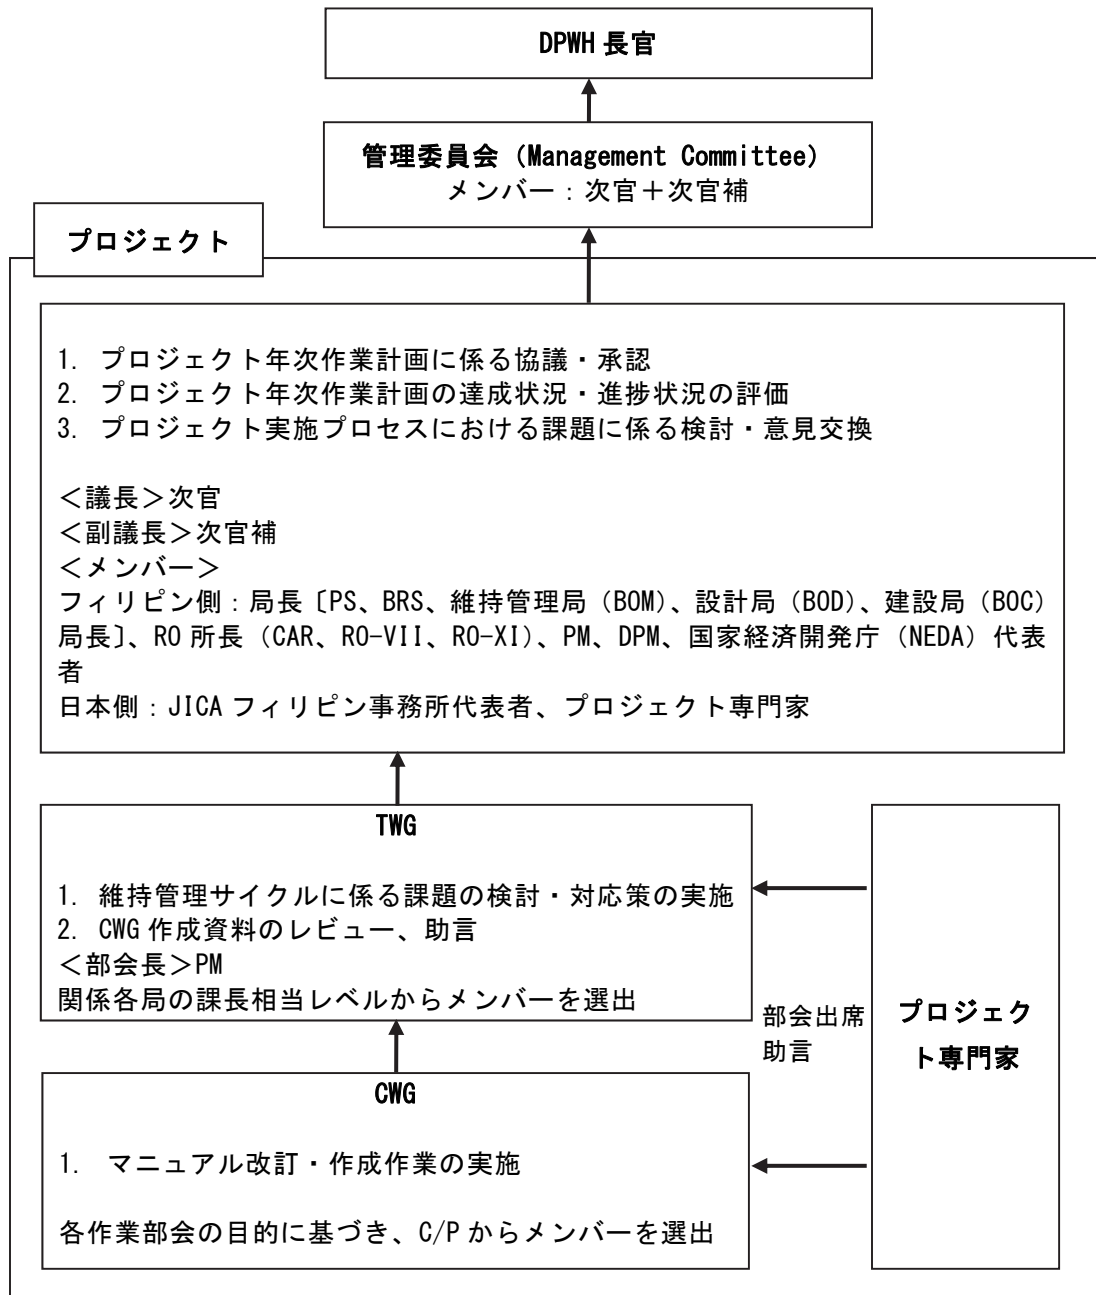 DPWH 長官
管理委員会（Management Committee）
メンバー：次官＋次官補
プロジェクト
1. プロジェクト年次作業計画に係る協議・承認
2. プロジェクト年次作業計画の達成状況・進捗状況の評価
3. プロジェクト実施プロセスにおける課題に係る検討・意見交換
＜議長＞次官
＜副議長＞次官補
＜メンバー＞
フィリピン側：局長〔PS、BRS、維持管理局（BOM）、設計局（BOD）、建設局（BOC）
局長〕、RO 所長（CAR、RO-VII、RO-XI）、PM、DPM、国家経済開発庁（NEDA）代表
者
日本側：JICA フィリピン事務所代表者、プロジェクト専門家
TWG
1. 維持管理サイクルに係る課題の検討・対応策の実施
2. CWG 作成資料のレビュー、助言
＜部会長＞PM
関係各局の課長相当レベルからメンバーを選出
部会出席
助言
プロジェク
ト専門家
CWG
1. マニュアル改訂・作成作業の実施
各作業部会の目的に基づき、C/P からメンバーを選出